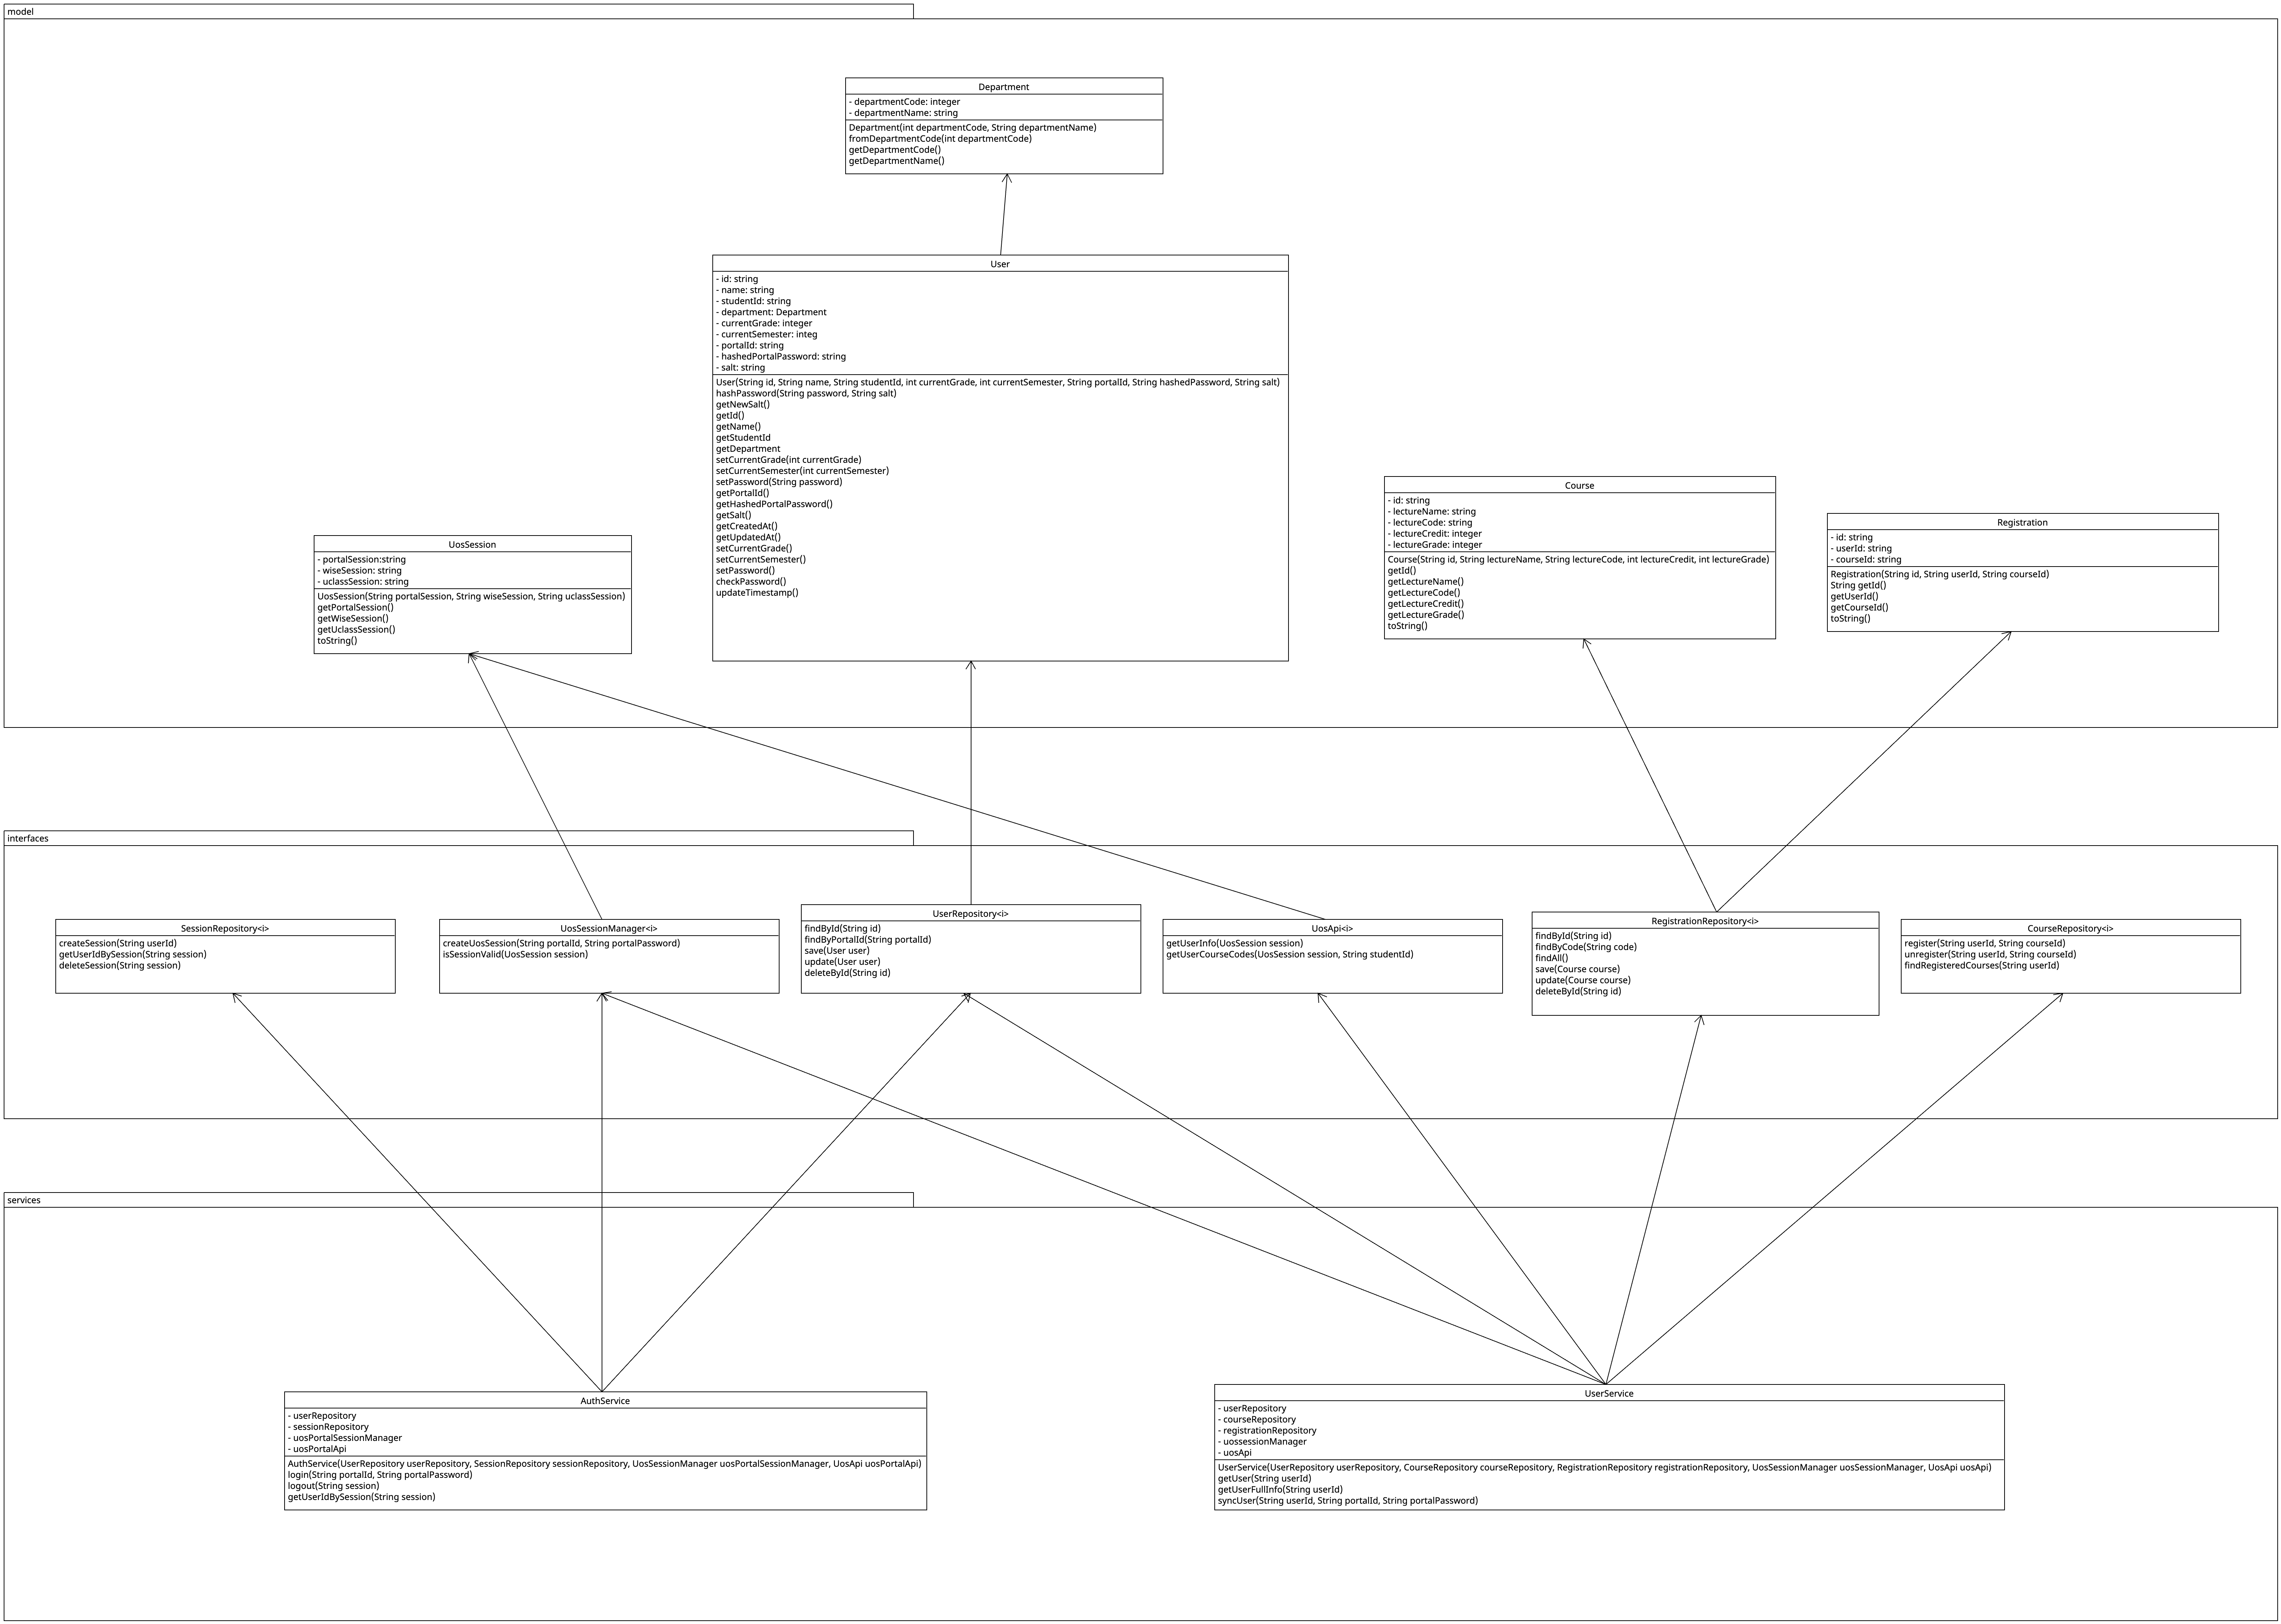 model
Department
- departmentCode: integer
- departmentName: string
Department(int departmentCode, String departmentName)
fromDepartmentCode(int departmentCode)
getDepartmentCode()
getDepartmentName()
User
- id: string
- name: string
- studentId: string
- department: Department
- currentGrade: integer
- currentSemester: integ
- portalId: string
- hashedPortalPassword: string
- salt: string
User(String id, String name, String studentId, int currentGrade, int currentSemester, String portalId, String hashedPassword, String salt)
hashPassword(String password, String salt)
getNewSalt()
getId()
getName()
getStudentId
getDepartment
setCurrentGrade(int currentGrade)
setCurrentSemester(int currentSemester)
setPassword(String password)
getPortalId()
getHashedPortalPassword()
getSalt()
getCreatedAt()
getUpdatedAt()
setCurrentGrade()
setCurrentSemester()
setPassword()
checkPassword()
updateTimestamp()
UosSession
- portalSession:string
- wiseSession: string
- uclassSession: string
UosSession(String portalSession, String wiseSession, String uclassSession)
getPortalSession()
getWiseSession()
getUclassSession()
toString()
Course
- id: string
- lectureName: string
- lectureCode: string
- lectureCredit: integer
- lectureGrade: integer
Course(String id, String lectureName, String lectureCode, int lectureCredit, int lectureGrade)
getId()
getLectureName()
getLectureCode()
getLectureCredit()
getLectureGrade()
toString()
Registration
- id: string
- userId: string
- courseId: string
Registration(String id, String userId, String courseId)
String getId()
getUserId()
getCourseId()
toString()
interfaces
SessionRepository<i>
createSession(String userId)
getUserIdBySession(String session)
deleteSession(String session)
UosSessionManager<i>
createUosSession(String portalId, String portalPassword)
isSessionValid(UosSession session)
UserRepository<i>
findById(String id)
findByPortalId(String portalId)
save(User user)
update(User user)
deleteById(String id)
UosApi<i>
getUserInfo(UosSession session)
getUserCourseCodes(UosSession session, String studentId)
RegistrationRepository<i>
findById(String id)
findByCode(String code)
findAll()
save(Course course)
update(Course course)
deleteById(String id)
CourseRepository<i>
register(String userId, String courseId)
unregister(String userId, String courseId)
findRegisteredCourses(String userId)
services
AuthService
- userRepository
- sessionRepository
- uosPortalSessionManager
- uosPortalApi
AuthService(UserRepository userRepository, SessionRepository sessionRepository, UosSessionManager uosPortalSessionManager, UosApi uosPortalApi)
login(String portalId, String portalPassword)
logout(String session)
getUserIdBySession(String session)
UserService
- userRepository
- courseRepository
- registrationRepository
- uossessionManager
- uosApi
UserService(UserRepository userRepository, CourseRepository courseRepository, RegistrationRepository registrationRepository, UosSessionManager uosSessionManager, UosApi uosApi)
getUser(String userId)
getUserFullInfo(String userId)
syncUser(String userId, String portalId, String portalPassword)